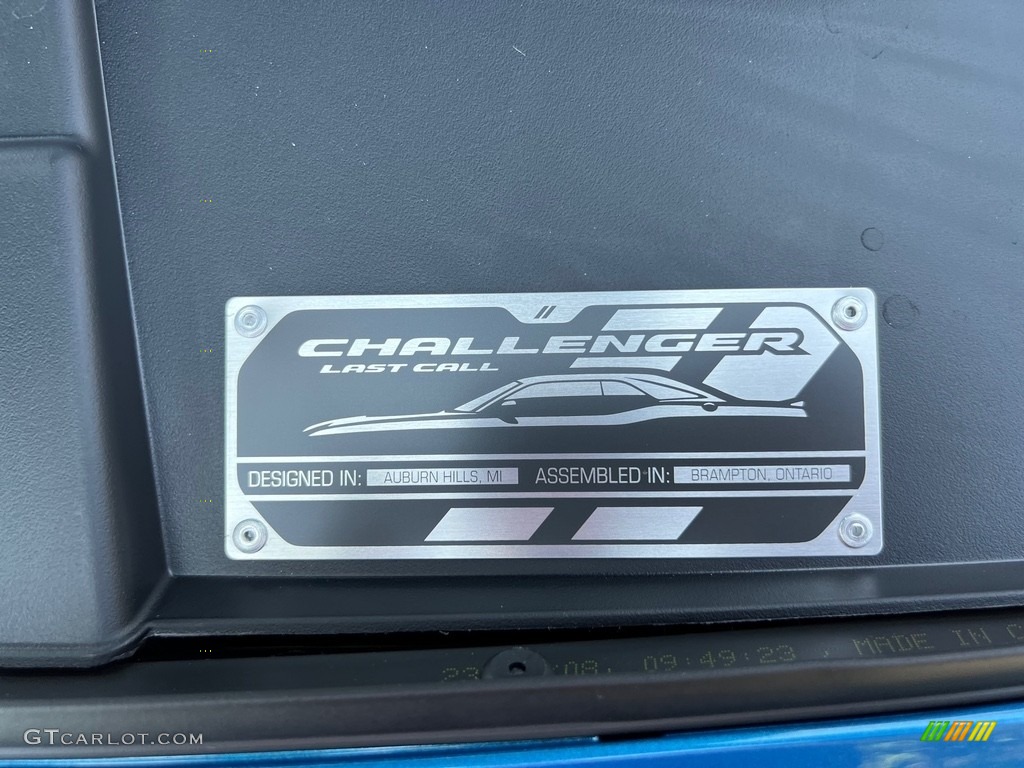 CHALLENGER
LAST CALL
DESIGNED IN: AUBURN HILLS, MI ASSEMBLED IN: BRAMPTON, ONTARIO
09:49:23 , MADE IN C
GTCARLOT.COM